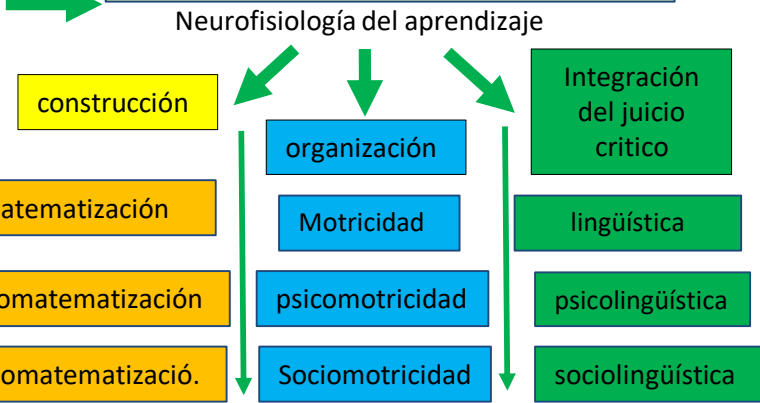 Neurofisiología del aprendizaje
construcción
organización
Integración
del juicio
critico
atematización
Motricidad
lingüística
omatematización
psicomotricidad
psicolingüística
omatematizació.
Sociomotricidad
sociolingüística